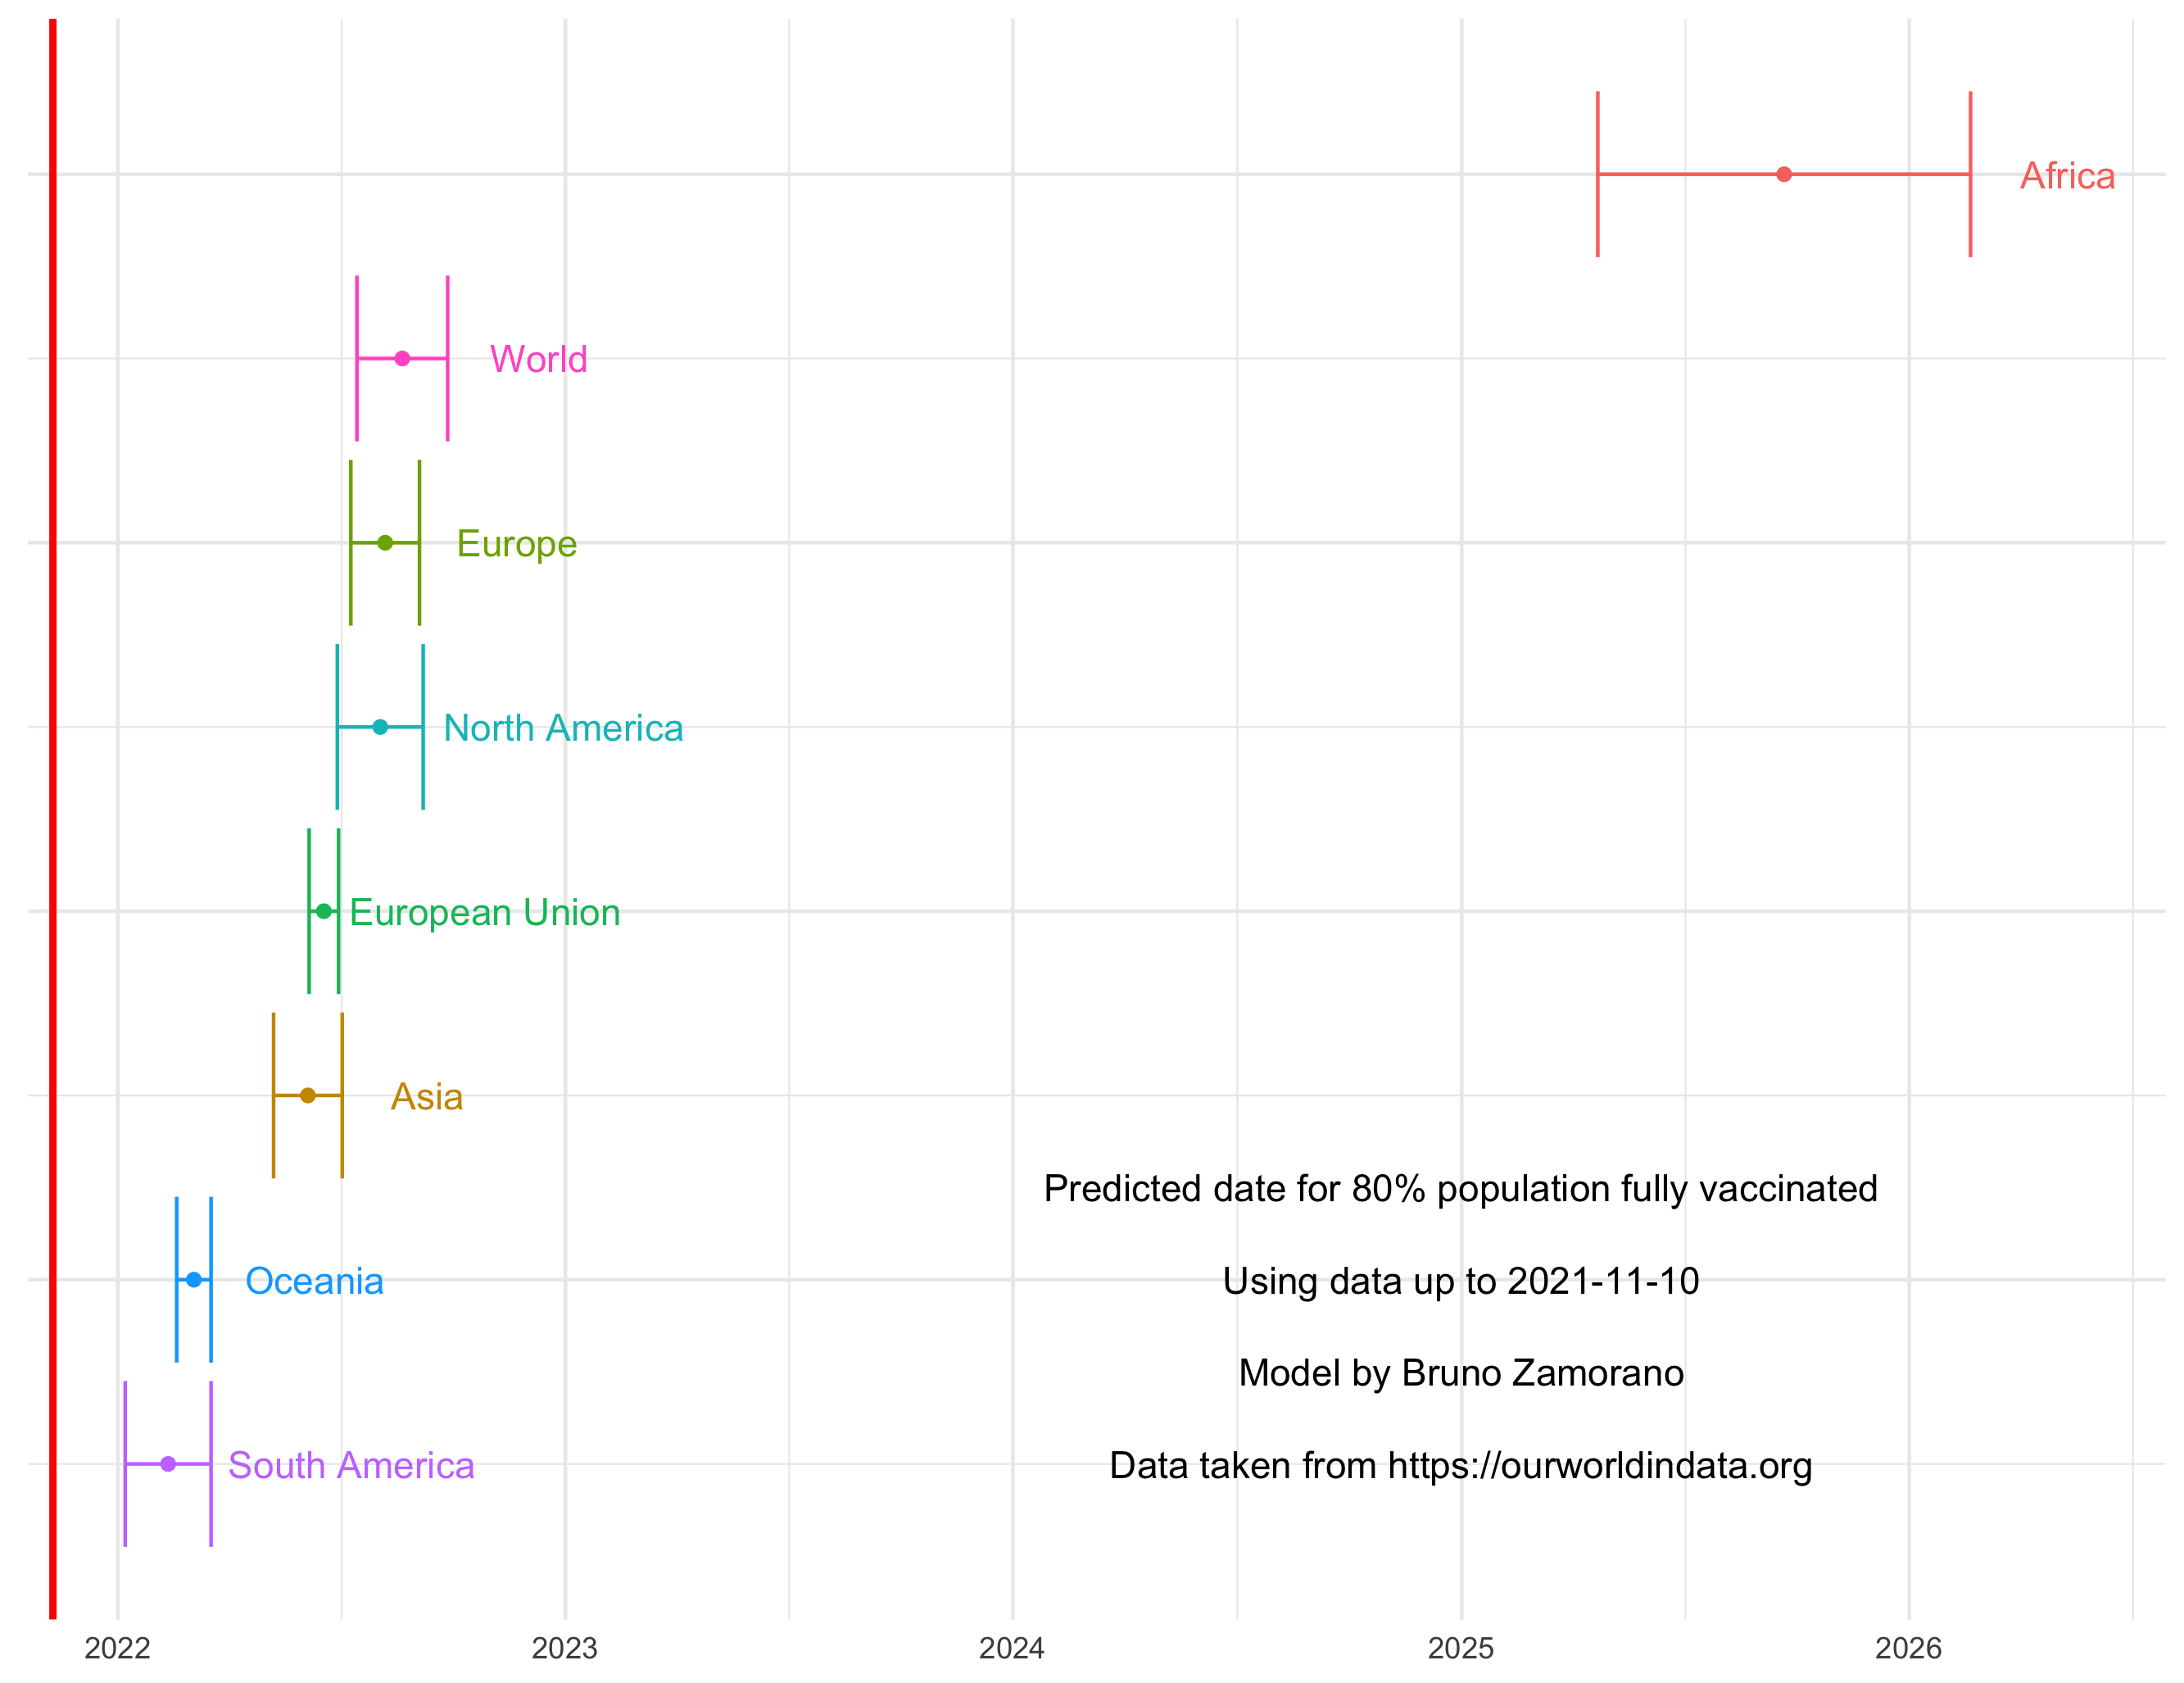 Africa
World
Europe
North America
European Union
Asia
Predicted date for 80% population fully vaccinated
Oceania
Using data up to 2021-11-10
Model by Bruno Zamorano
South America
Data taken from https://ourworldindata.org
2022
2023
2024
2025
2026